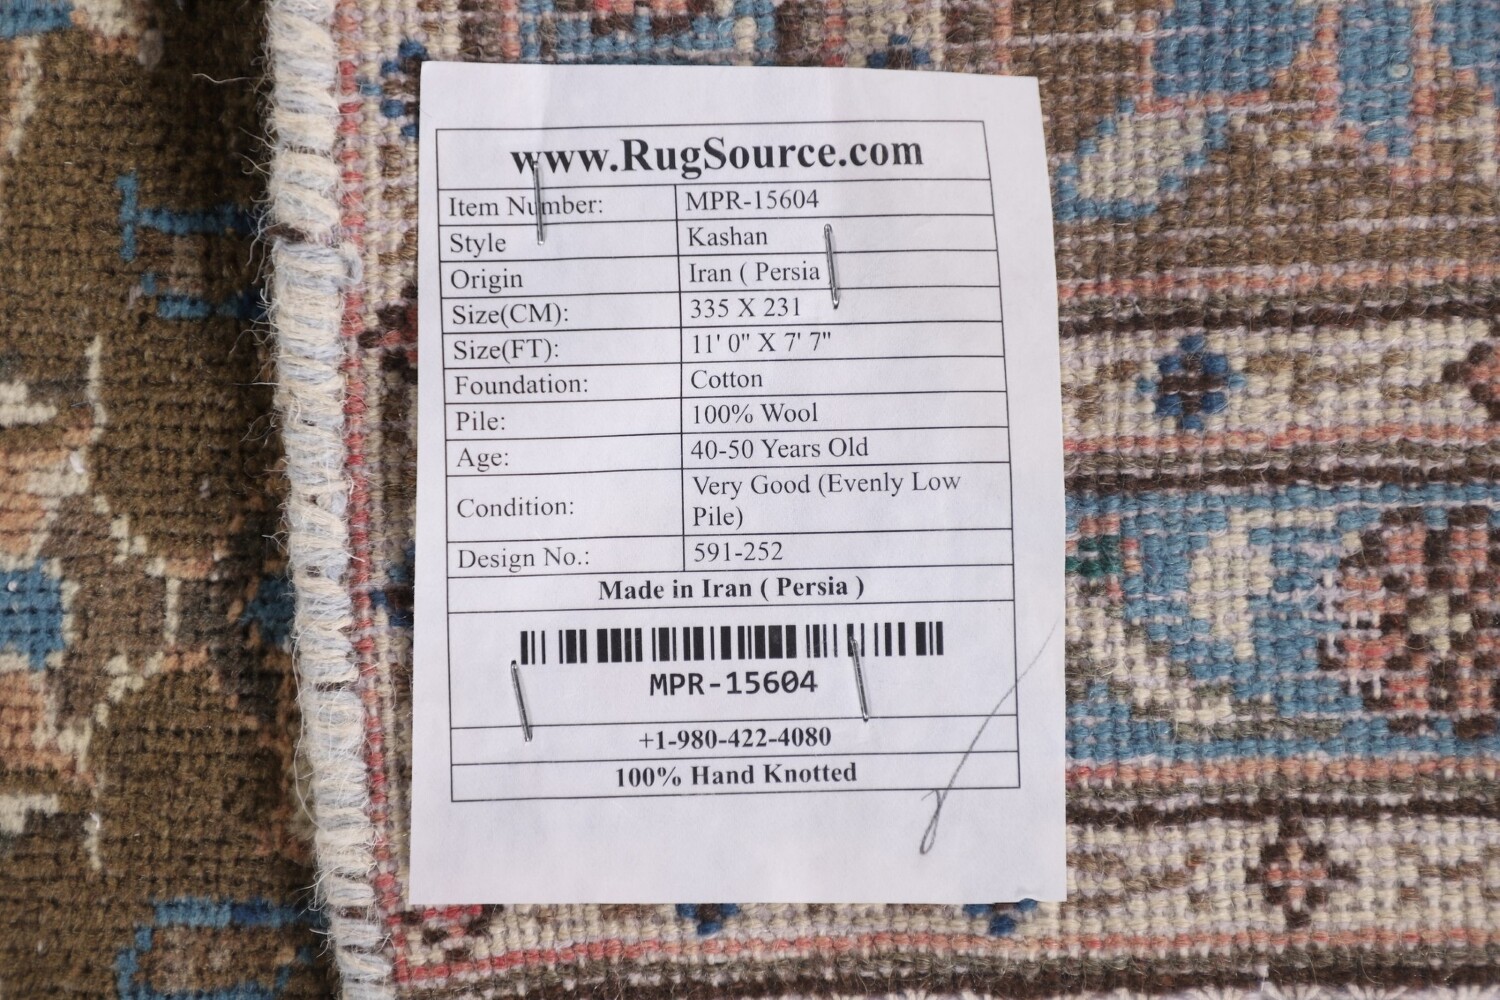 www.RugSource.com
Item Number: MPR-15604
Style Kashan
Origin Iran ( Persia
Size(CM): 335 X 231
Size(FT): 11' 0" X 7' 7"
Foundation: Cotton
Pile: 100% Wool
Age: 40-50 Years Old
Condition: Very Good (Evenly Low
Pile)
Design No.: 591-252
Made in Iran ( Persia )
MPR-15604
+1-980-422-4080
100% Hand Knotted